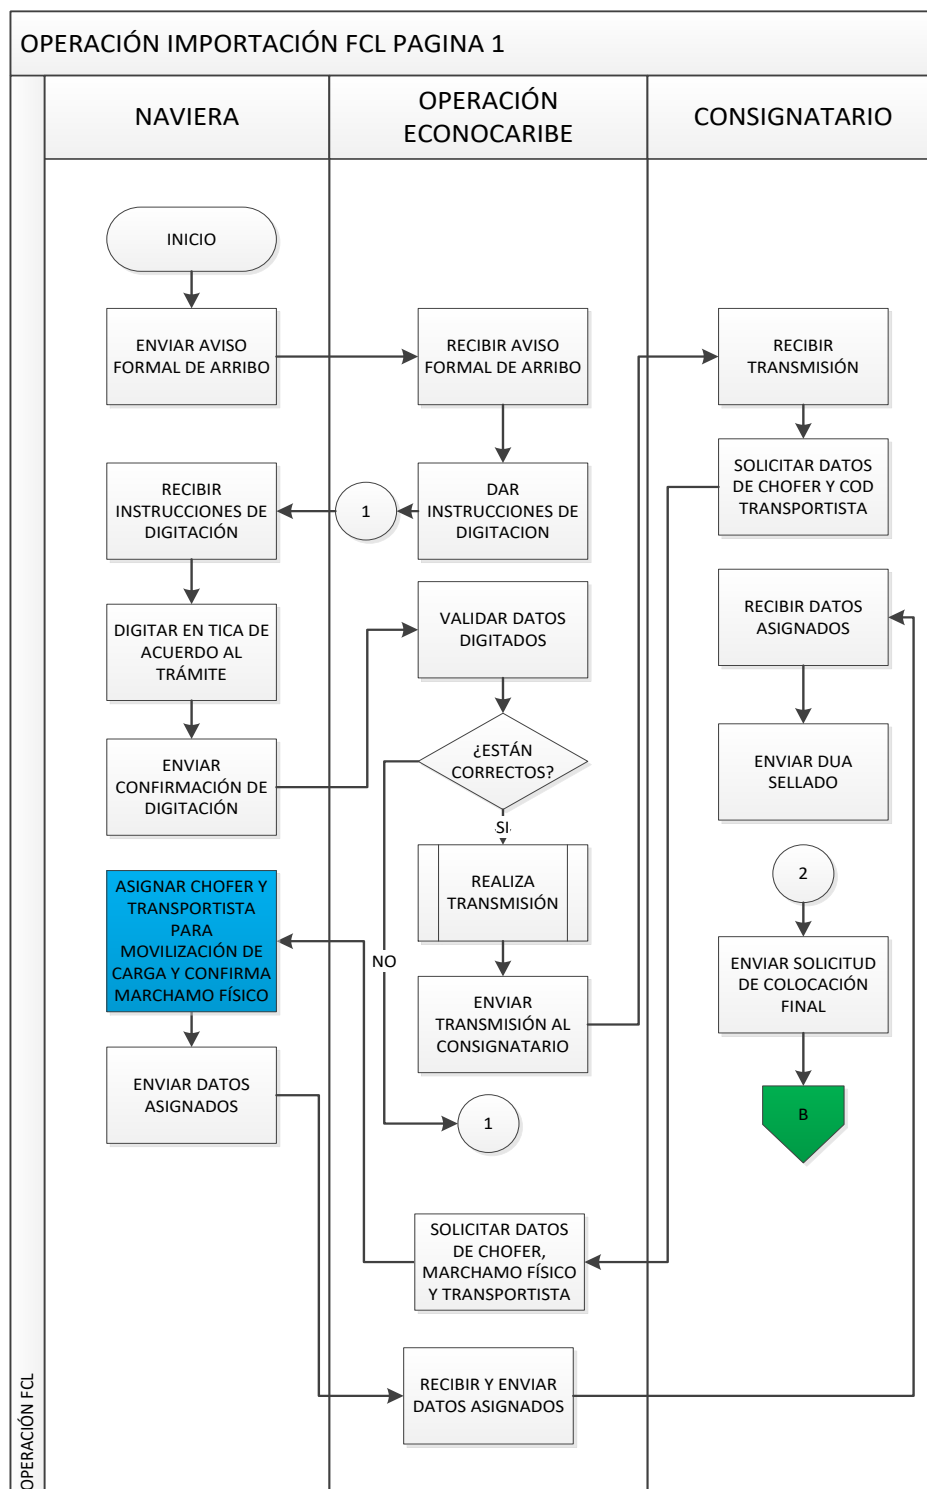 OPERACIÓN IMPORTACIÓN FCL PAGINA 1
NAVIERA
OPERACIÓN
ECONOCARIBE
CONSIGNATARIO
INICIO
ENVIAR AVISO
FORMAL DE ARRIBO
RECIBIR AVISO
FORMAL DE ARRIBO
RECIBIR
TRANSMISIÓN
RECIBIR
INSTRUCCIONES DE
DIGITACIÓN
1
DAR
INSTRUCCIONES DE
DIGITACION
SOLICITAR DATOS
DE CHOFER Y COD
TRANSPORTISTA
DIGITAR EN TICA DE
ACUERDO AL
TRÁMITE
VALIDAR DATOS
DIGITADOS
RECIBIR DATOS
ASIGNADOS
ENVIAR
CONFIRMACIÓN DE
DIGITACIÓN
¿ESTÁN
CORRECTOS?
ENVIAR DUA
SELLADO
SI
NO
ASIGNAR CHOFER Y
TRANSPORTISTA
PARA
MOVILIZACIÓN DE
CARGA Y CONFIRMA
MARCHAMO FÍSICO
REALIZA
TRANSMISIÓN
2
ENVIAR SOLICITUD
DE COLOCACIÓN
FINAL
ENVIAR
TRANSMISIÓN AL
CONSIGNATARIO
ENVIAR DATOS
ASIGNADOS
1
B
SOLICITAR DATOS
DE CHOFER,
MARCHAMO FÍSICO
Y TRANSPORTISTA
RECIBIR Y ENVIAR
DATOS ASIGNADOS
OPERACIÓN FCL